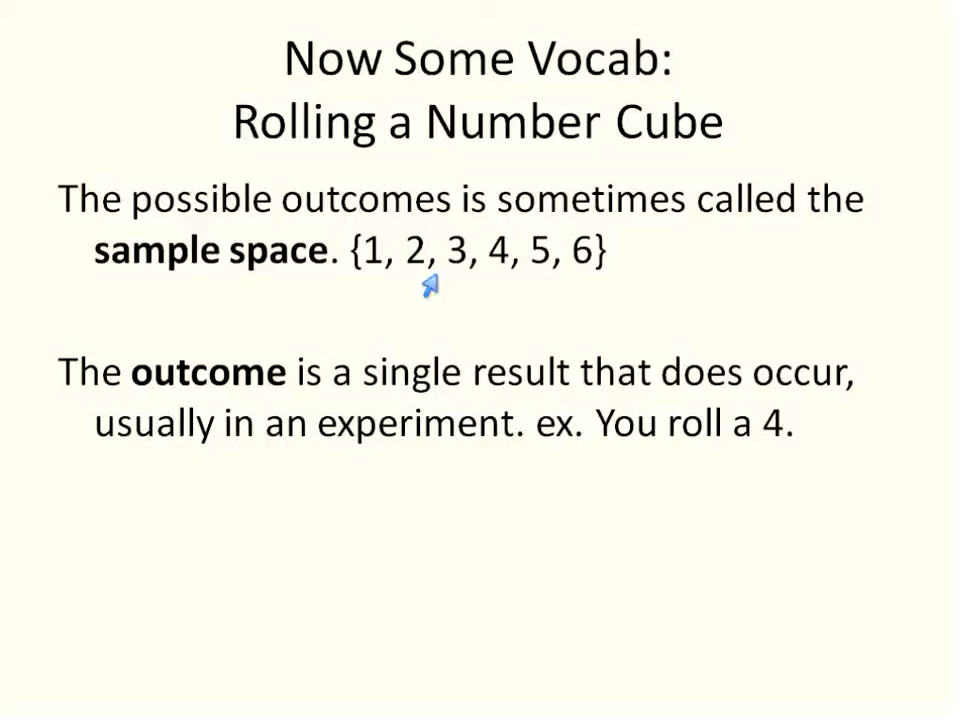 Now Some Vocab:
Rolling a Number Cube
The possible outcomes is sometimes called the
sample space. {1, 2, 3, 4, 5, 6}
The outcome is a single result that does occur,
usually in an experiment. ex. You roll a 4.